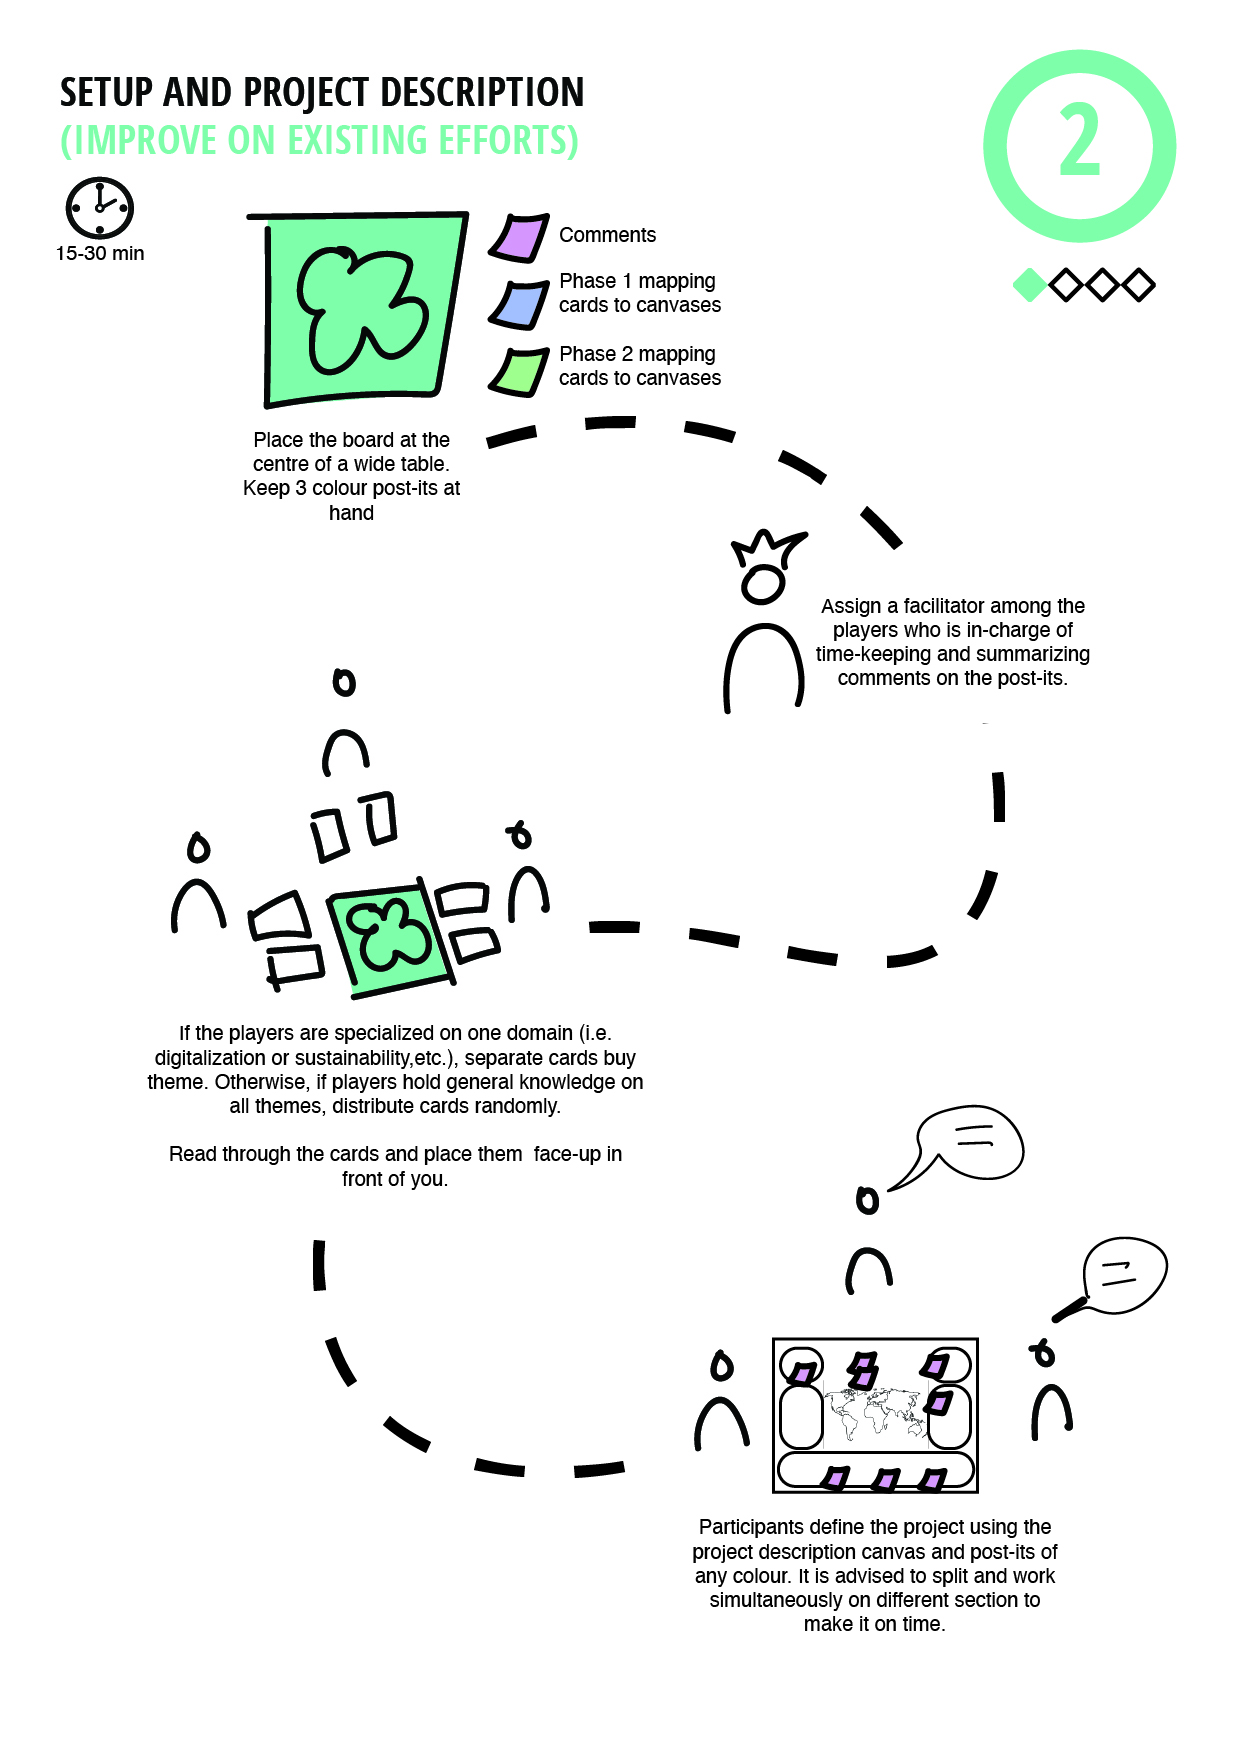 SETUP AND PROJECT DESCRIPTION
(IMPROVE ON EXISTING EFFORTS)
2
15-30 min
Comments
Phase 1 mapping
cards to canvases
Phase 2 mapping
cards to canvases
Place the board at the
centre of a wide table.
Keep 3 colour post-its at
hand
Assign a facilitator among the
players who is in-charge of
time-keeping and summarizing
comments on the post-its.
If the players are specialized on one domain (i.e.
digitalization or sustainability,etc.), separate cards buy
theme. Otherwise, if players hold general knowledge on
all themes, distribute cards randomly.
Read through the cards and place them  face-up in
front of you.
Participants define the project using the
project description canvas and post-its of
any colour. It is advised to split and work
simultaneously on different section to
make it on time.